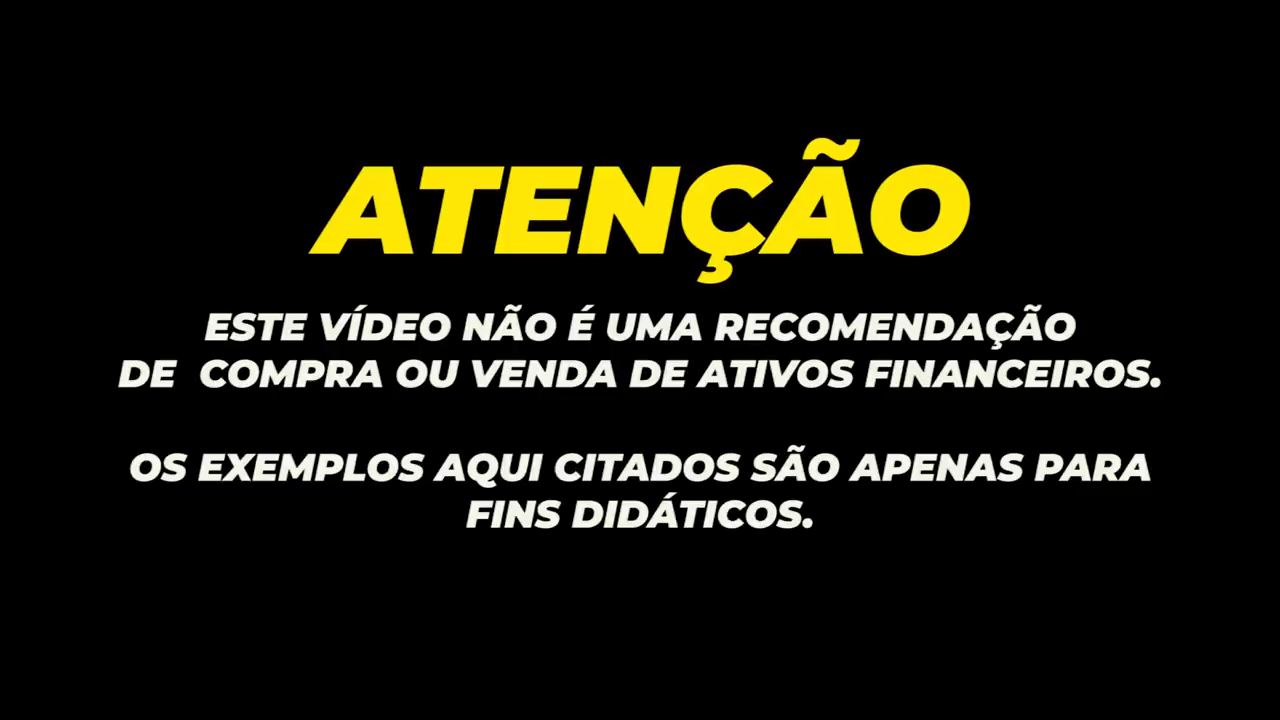 ATENÇÃO
ESTE VÍDEO NÃO É UMA RECOMENDAÇÃO
DE COMPRA OU VENDA DE ATIVOS FINANCEIROS.
OS EXEMPLOS AQUI CITADOS SÃO APENAS PARA
FINS DIDÁTICOS.